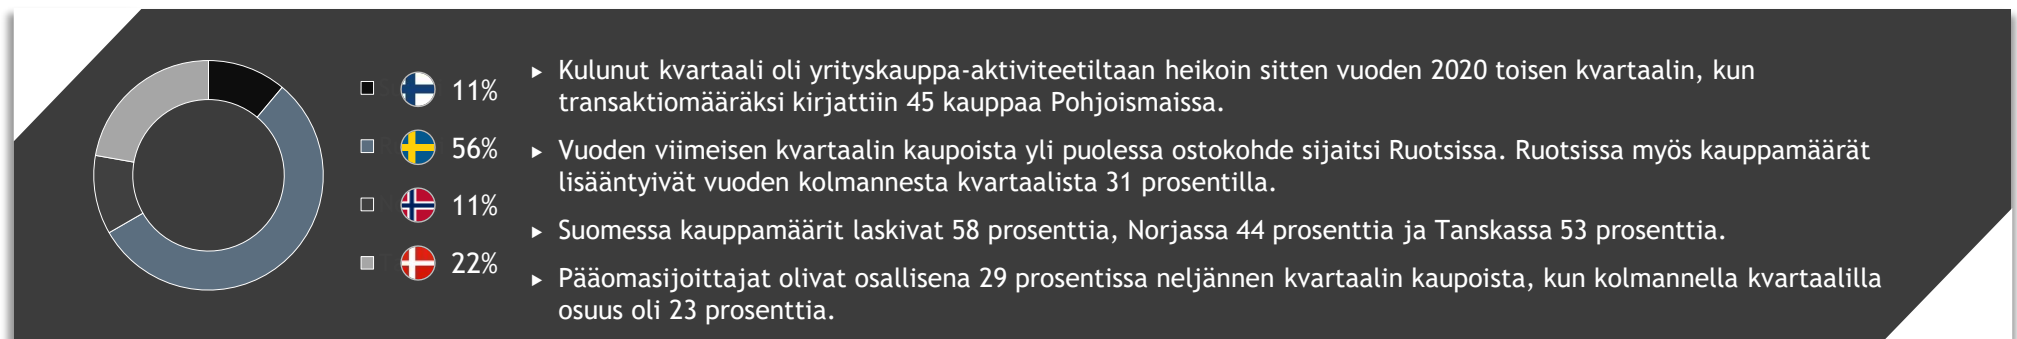 11%
56%
11%
22%
▸ Kulunut kvartaali oli yrityskauppa-aktiviteetiltaan heikoin sitten vuoden 2020 toisen kvartaalin, kun
transaktiomääräksi kirjattiin 45 kauppaa Pohjoismaissa.
▸ Vuoden viimeisen kvartaalin kaupoista yli puolessa ostokohde sijaitsi Ruotsissa. Ruotsissa myös kauppamäärät
lisääntyivät vuoden kolmannesta kvartaalista 31 prosentilla.
▸ Suomessa kauppamäärit laskivat 58 prosenttia, Norjassa 44 prosenttia ja Tanskassa 53 prosenttia.
▸ Pääomasijoittajat olivat osallisena 29 prosentissa neljännen kvartaalin kaupoista, kun kolmannella kvartaalilla
osuus oli 23 prosenttia.